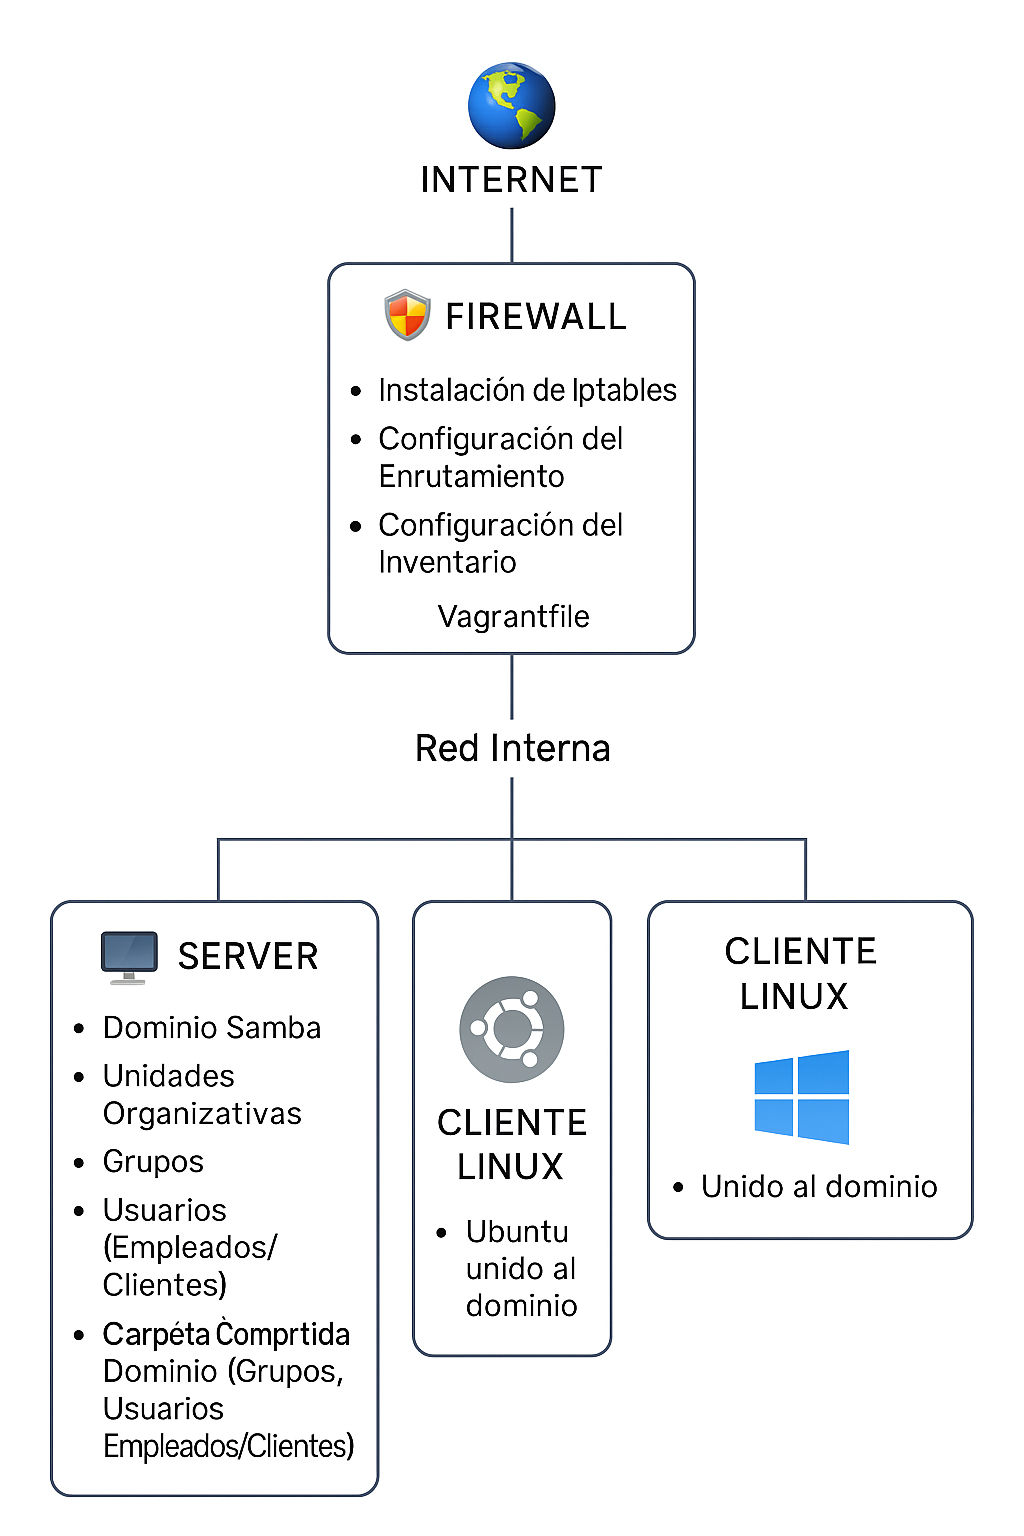 INTERNET
FIREWALL
• Instalación de Iptables
• Configuración del
Enrutamiento
• Configuración del
Inventario
Vagrantfile
Red Interna
SERVER
• Dominio Samba
• Unidades
Organizativas
• Grupos
• Usuarios
(Empleados/
Clientes)
• Carpéta C̀omprtida
Dominio (Grupos,
Usuarios
Empleados/Clientes)
CLIENTE
LINUX
• Ubuntu
unido al
dominio
CLIENTE
LINUX
• Unido al dominio